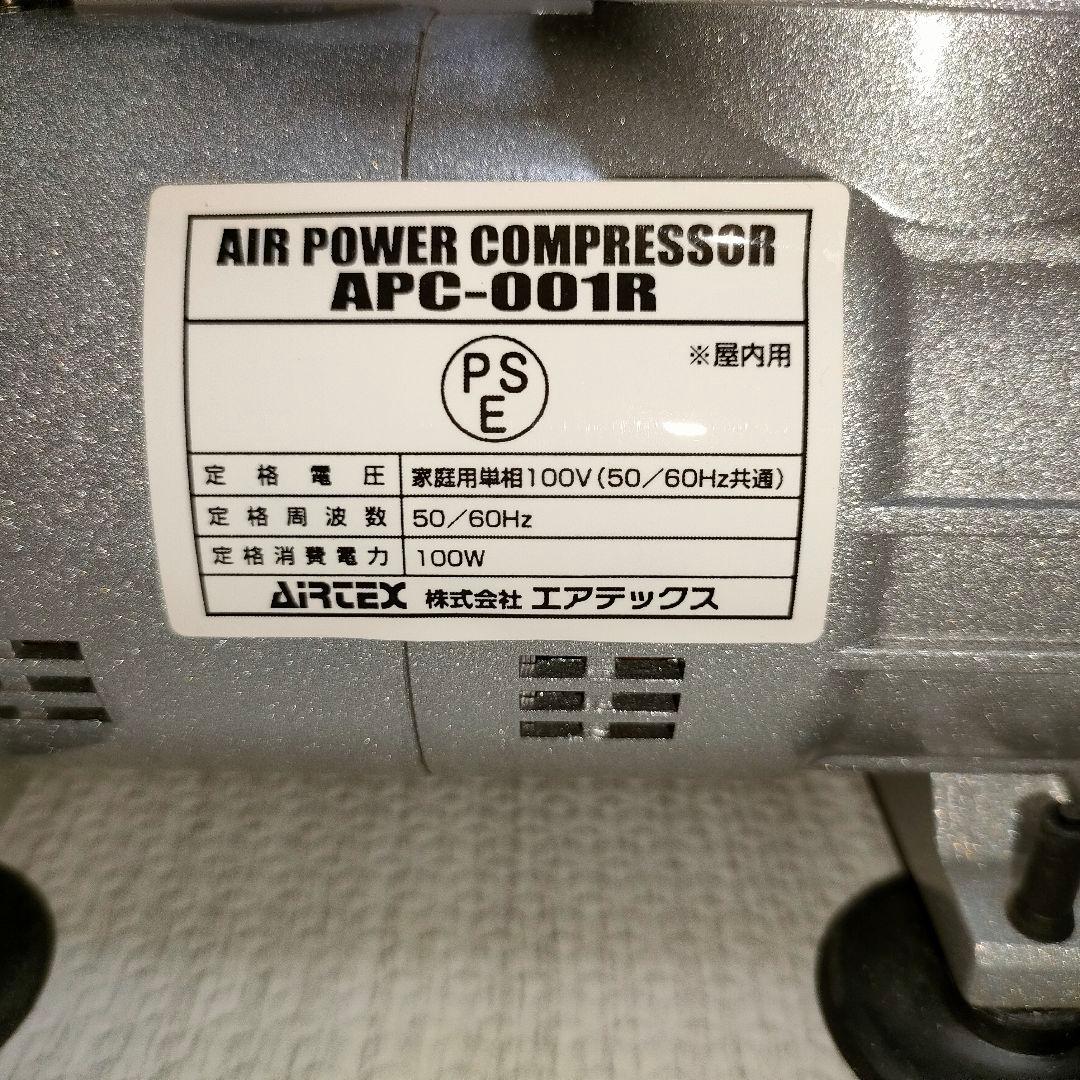 AIR POWER COMPRESSOR
APC-001R
※屋内用
PS
E
定格電圧 家庭用単相100V(50/60Hz共通)
定格周波数 50/60Hz
定格消費電力 100W
AIRTEX 株式会社 エアテックス